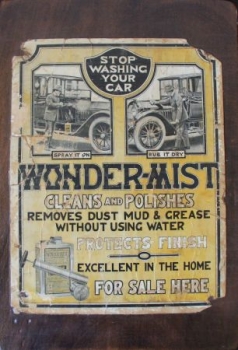 STOP
WASHING
YOUR
CAR
SPRAY IT ON
RUB IT DRY
WONDER-MIST
CLEANS AND POLISHES
REMOVES DUST MUD & GREASE
WITHOUT USING WATER
PROTECTS FINISH
EXCELLENT IN THE HOME
FOR SALE HERE